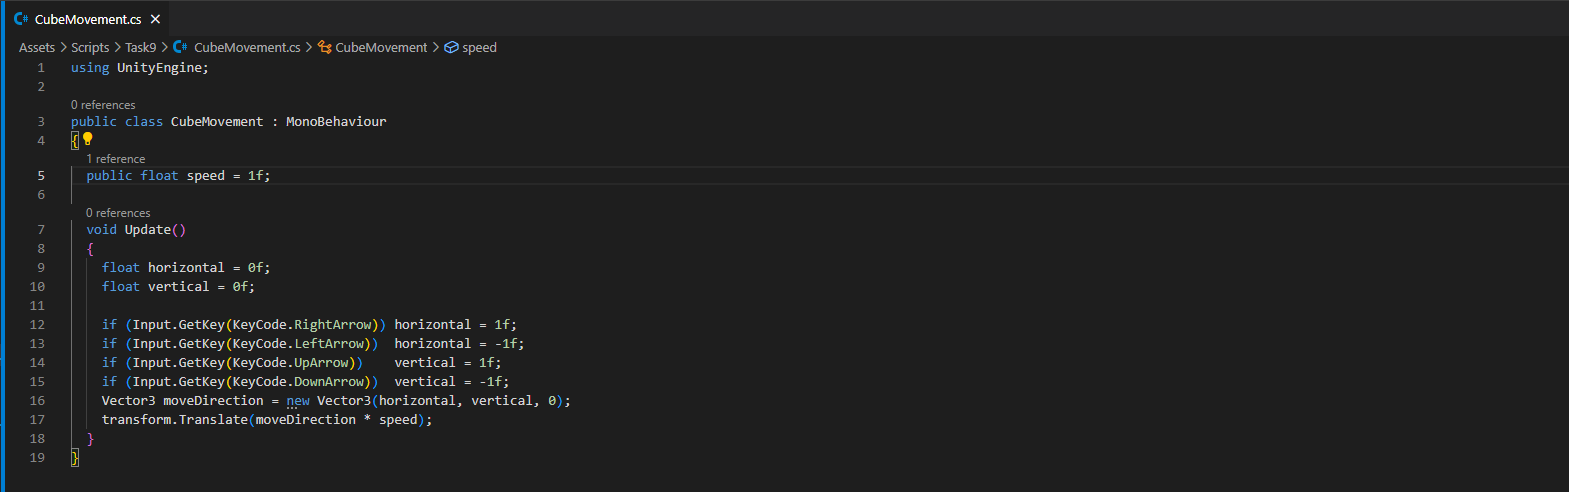 C# CubeMovement.cs ×
Assets > Scripts > Task9 > C# CubeMovement.cs > CubeMovement > speed
1 using UnityEngine;
2
0 references
3 public class CubeMovement : MonoBehaviour
4 {
1 reference
5 public float speed = 1f;
6
0 references
7 void Update()
8 {
9 float horizontal = 0f;
10 float vertical = 0f;
11
12 if (Input.GetKey(KeyCode.RightArrow)) horizontal = 1f;
13 if (Input.GetKey(KeyCode.LeftArrow))  horizontal = -1f;
14 if (Input.GetKey(KeyCode.UpArrow))    vertical = 1f;
15 if (Input.GetKey(KeyCode.DownArrow))  vertical = -1f;
16 Vector3 moveDirection = new Vector3(horizontal, vertical, 0);
17 transform.Translate(moveDirection * speed);
18 }
19 }